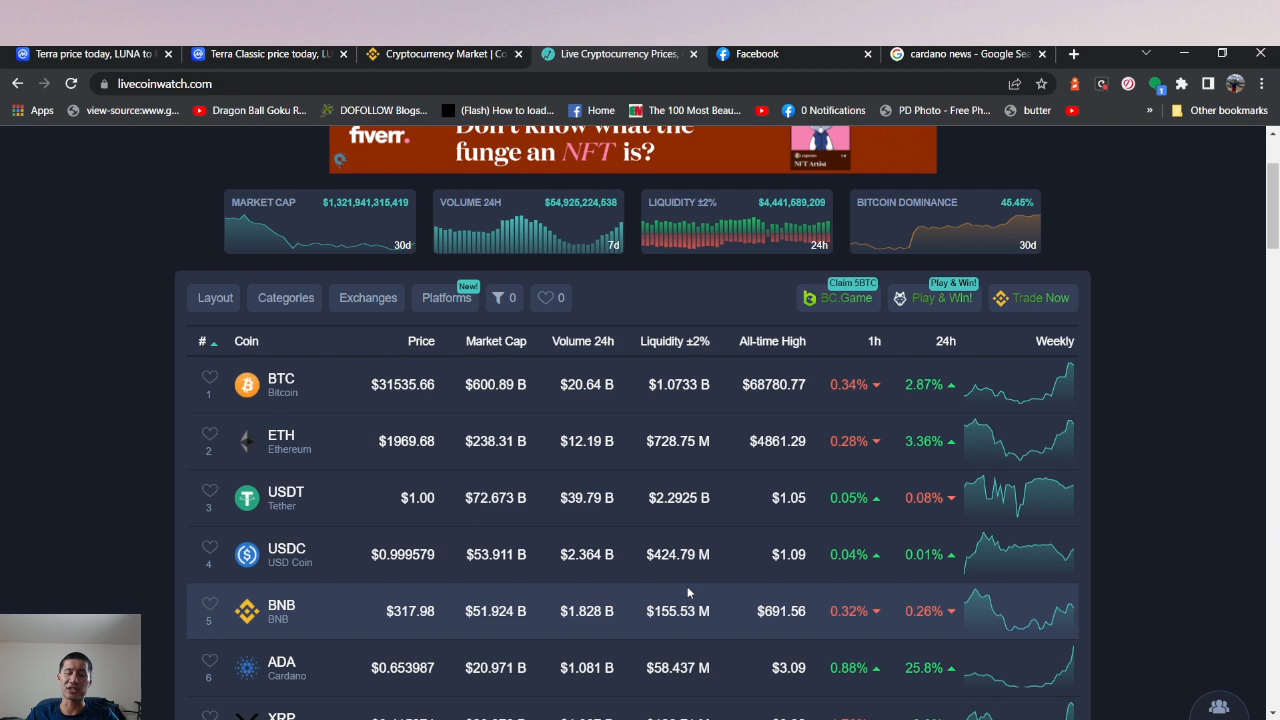 Terra price today, LUNA to
Terra Classic price today, LU
Cryptocurrency Market | Co
Live Cryptocurrency Prices,
Facebook
cardano news - Google Sea
livecoinwatch.com
Apps
view-source:www.g...
Dragon Ball Goku R...
DOFOLLOW Blogs...
(Flash) How to load...
Home
The 100 Most Beau...
0 Notifications
PD Photo - Free Ph...
butter
»
Other bookmarks
fiverr.
Don't know what the
funge an NFT is?
NFT Artist
MARKET CAP $1,321,941,315,419
30d
VOLUME 24H $54,925,224,538
7d
LIQUIDITY ±2% $4,441,589,209
24h
BITCOIN DOMINANCE 45.45%
30d
Layout
Categories
Exchanges
Platforms
New!
0
0
Claim 5BTC
BC.Game
Play & Win!
Play & Win!
Trade Now
# Coin Price Market Cap Volume 24h Liquidity ±2% All-time High 1h 24h Weekly
1 BTC Bitcoin $31535.66 $600.89 B $20.64 B $1.0733 B $68780.77 0.34% 2.87%
2 ETH Ethereum $1969.68 $238.31 B $12.19 B $728.75 M $4861.29 0.28% 3.36%
3 USDT Tether $1.00 $72.673 B $39.79 B $2.2925 B $1.05 0.05% 0.08%
4 USDC USD Coin $0.999579 $53.911 B $2.364 B $424.79 M $1.09 0.04% 0.01%
5 BNB BNB $317.98 $51.924 B $1.828 B $155.53 M $691.56 0.32% 0.26%
6 ADA Cardano $0.653987 $20.971 B $1.081 B $58.437 M $3.09 0.88% 25.8%
XRP